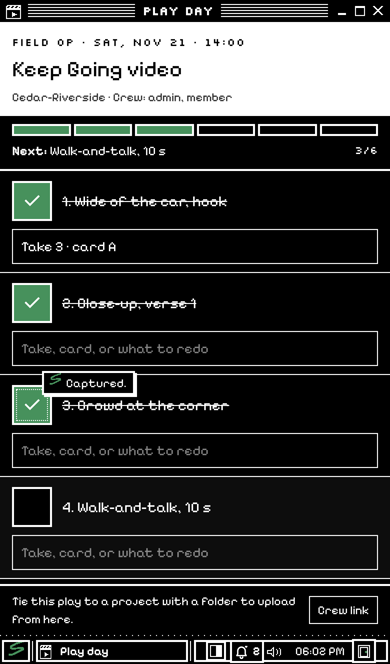 PLAY DAY
FIELD OP · SAT, NOV 21 · 14:00
Keep Going video
Cedar-Riverside · Crew: admin, member
Next: Walk-and-talk, 10 s
3/6
1. Wide of the car, hook
Take 3 · card A
2. Close-up, verse 1
Take, card, or what to redo
Captured.
3. Crowd at the corner
Take, card, or what to redo
4. Walk-and-talk, 10 s
Take, card, or what to redo
Tie this play to a project with a folder to upload
from here.
Crew link
Play day
8
06:02 PM